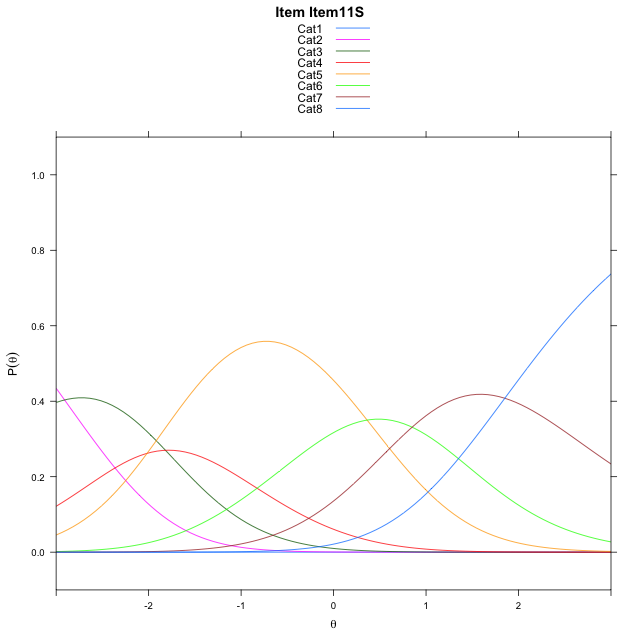 Item Item11S
Cat1
Cat2
Cat3
Cat4
Cat5
Cat6
Cat7
Cat8
1.0
0.8
0.6
0.4
0.2
0.0
P(θ)
-2 -1 0 1 2
θ